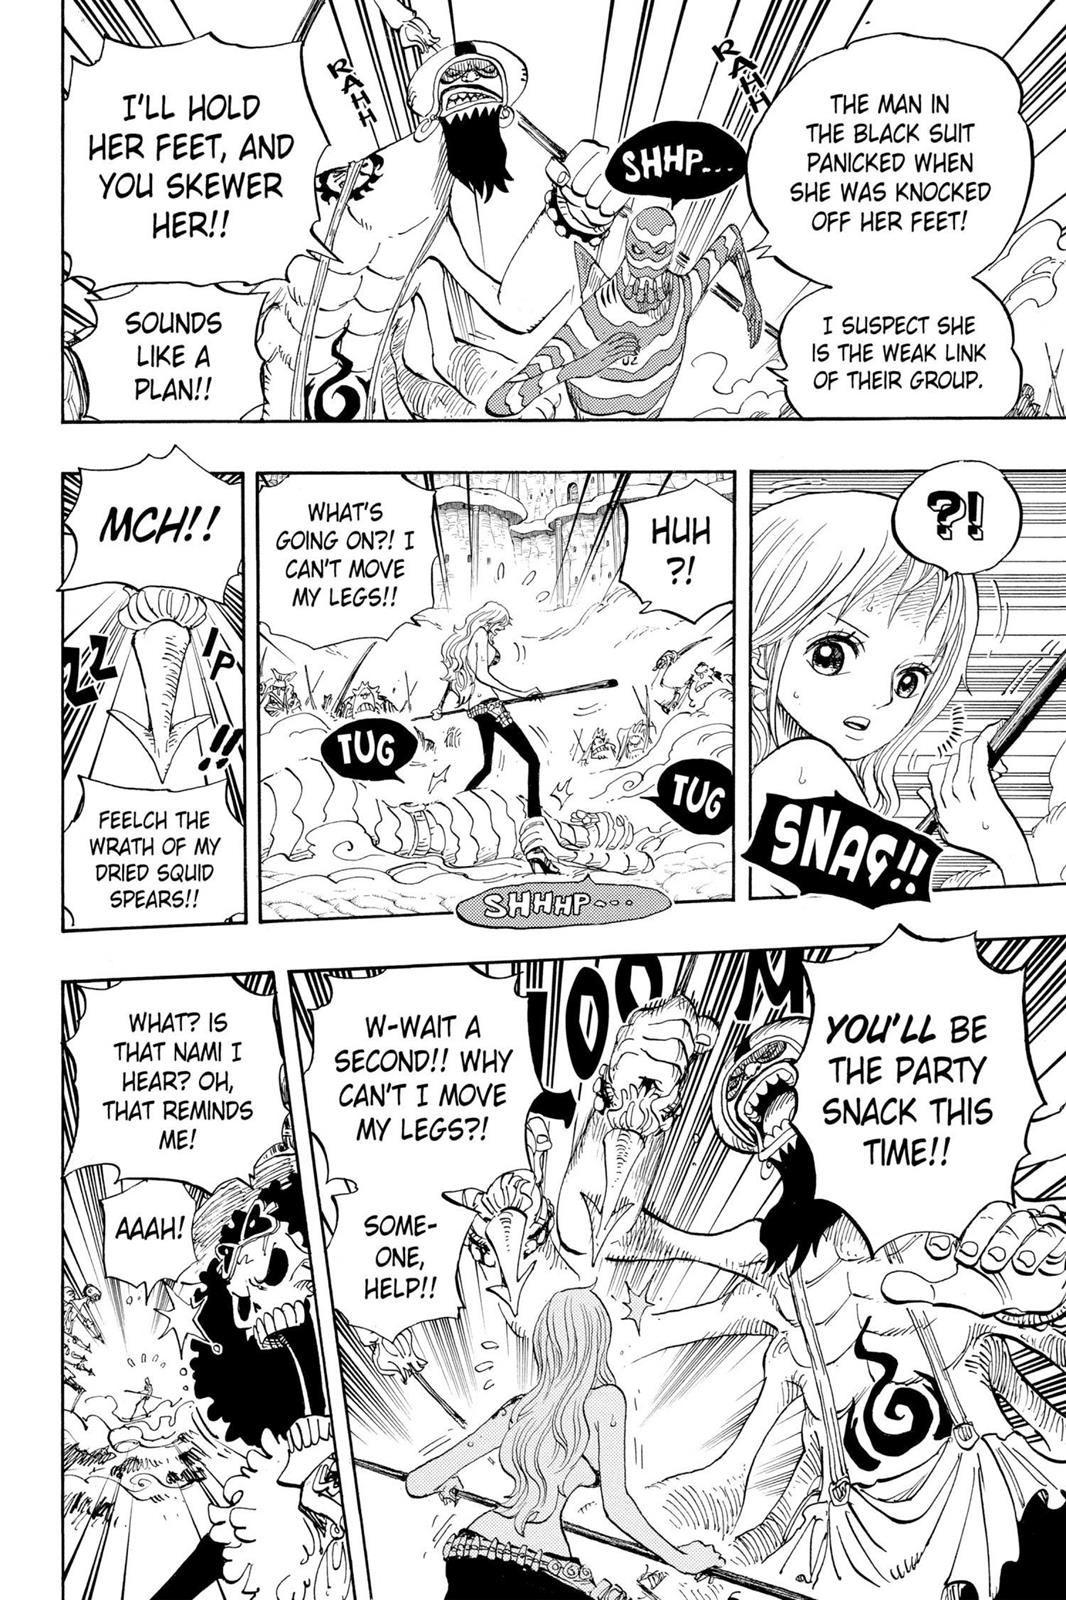 THE MAN IN
THE BLACK SUIT
PANICKED WHEN
SHE WAS KNOCKED
OFF HER FEET!
I SUSPECT SHE
IS THE WEAK LINK
OF THEIR GROUP.
RAHH
RAHH
SHHP...
I'LL HOLD
HER FEET, AND
YOU SKEWER
HER!!
SOUNDS
LIKE A
PLAN!!
02
?!
SNAG!!
HUH
?!
WHAT'S
GOING ON?! I
CAN'T MOVE
MY LEGS!!
TUG
TUG
SHHHP...
MCH!!
ZZ
IP
!!
FEELCH THE
WRATH OF MY
DRIED SQUID
SPEARS!!
YOU'LL BE
THE PARTY
SNACK THIS
TIME!!
W-WAIT A
SECOND!! WHY
CAN'T I MOVE
MY LEGS?!
SOME-
ONE,
HELP!!
WHAT? IS
THAT NAMI I
HEAR? OH,
THAT REMINDS
ME!
AAAH!